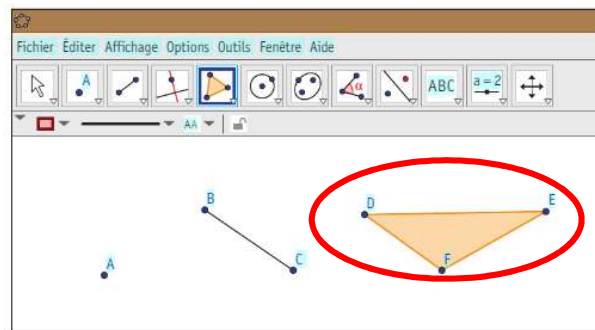 Fichier Éditer Affichage Options Outils Fenêtre Aide
A α ABC a = 2
AA
B
D E
A C F